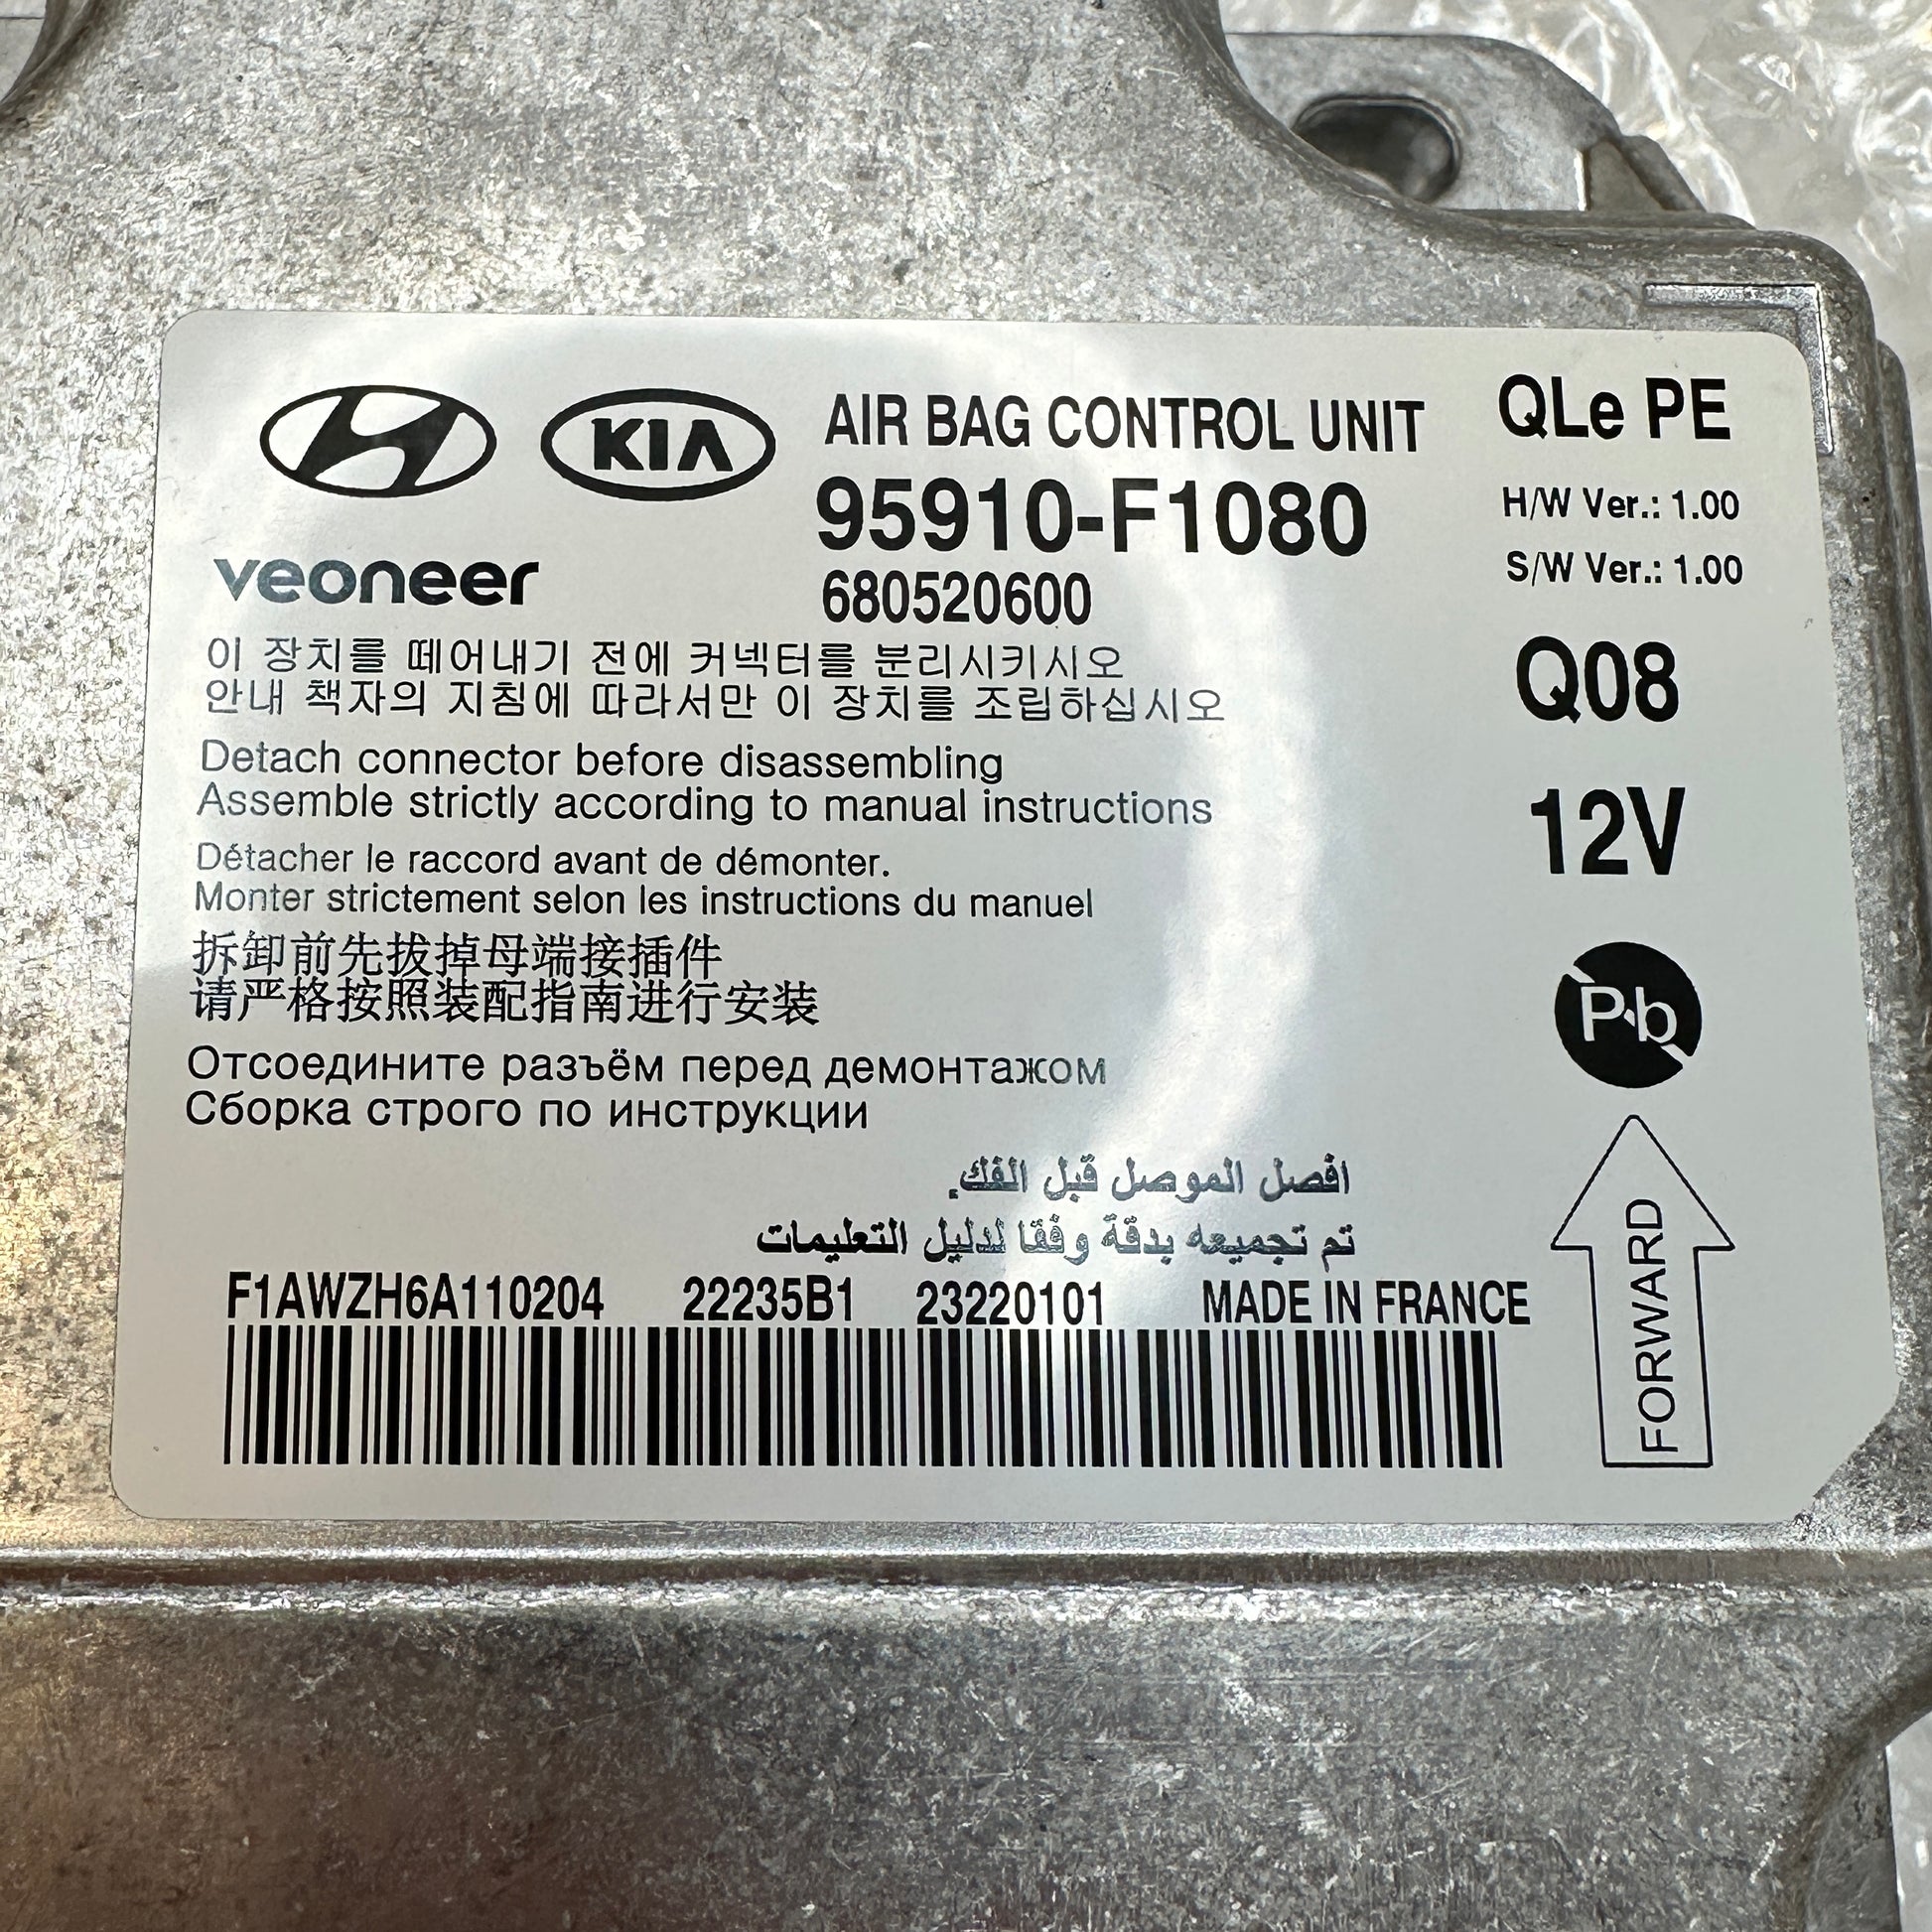 KIA
AIR BAG CONTROL UNIT
QLe PE
95910-F1080
H/W Ver.: 1.00
veoneer
680520600
S/W Ver.: 1.00
이 장치를 떼어내기 전에 커넥터를 분리시키시오
안내 책자의 지침에 따라서만 이 장치를 조립하십시오
Q08
Detach connector before disassembling
Assemble strictly according to manual instructions
12V
Détacher le raccord avant de démonter.
Monter strictement selon les instructions du manuel
拆卸前先拔掉母端接插件
请严格按照装配指南进行安装
Pb
Отсоедините разъём перед демонтажом
Сборка строго по инструкции
افصل الموصل قبل الفك.
تم تجميعه بدقة وفقا لدليل التعليمات
F1AWZH6A110204 22235B1 23220101 MADE IN FRANCE
FORWARD